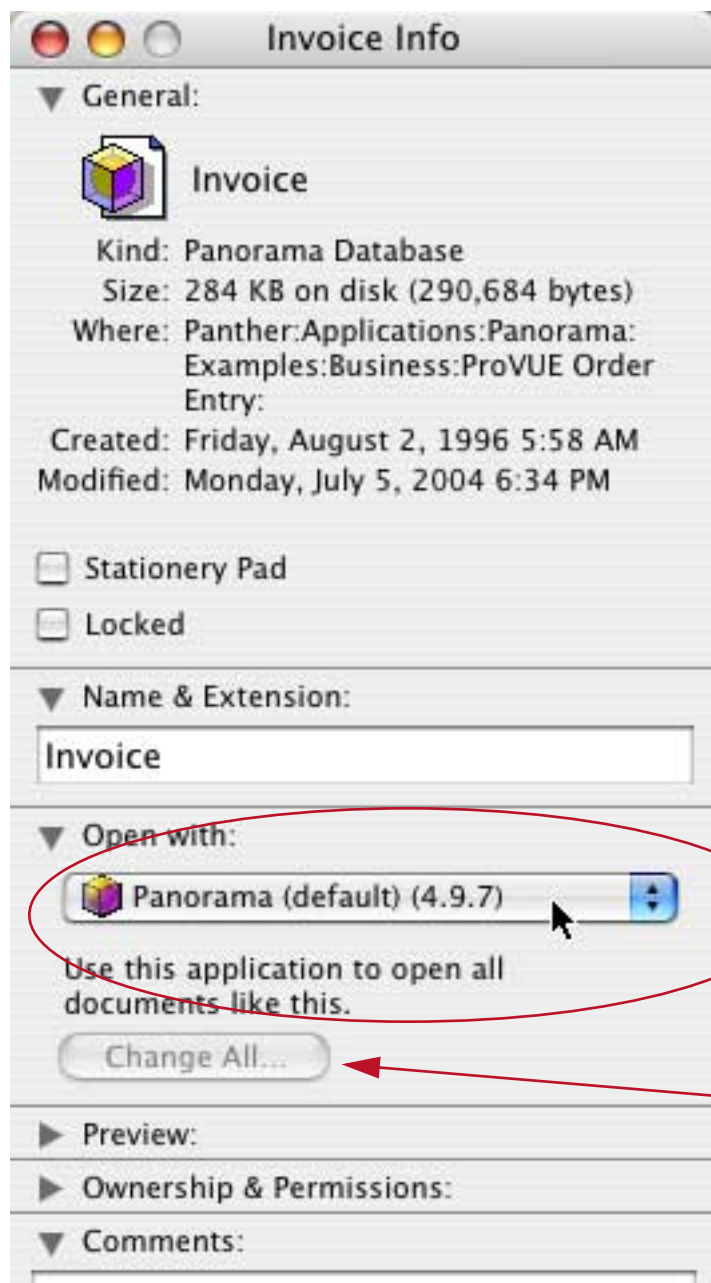 Invoice Info
General:
Invoice
Kind: Panorama Database
Size: 284 KB on disk (290,684 bytes)
Where: Panther:Applications:Panorama:
Examples:Business:ProVUE Order
Entry:
Created: Friday, August 2, 1996 5:58 AM
Modified: Monday, July 5, 2004 6:34 PM
Stationery Pad
Locked
Name & Extension:
Invoice
Open with:
Panorama (default) (4.9.7)
Use this application to open all
documents like this.
Change All...
Preview:
Ownership & Permissions:
Comments: